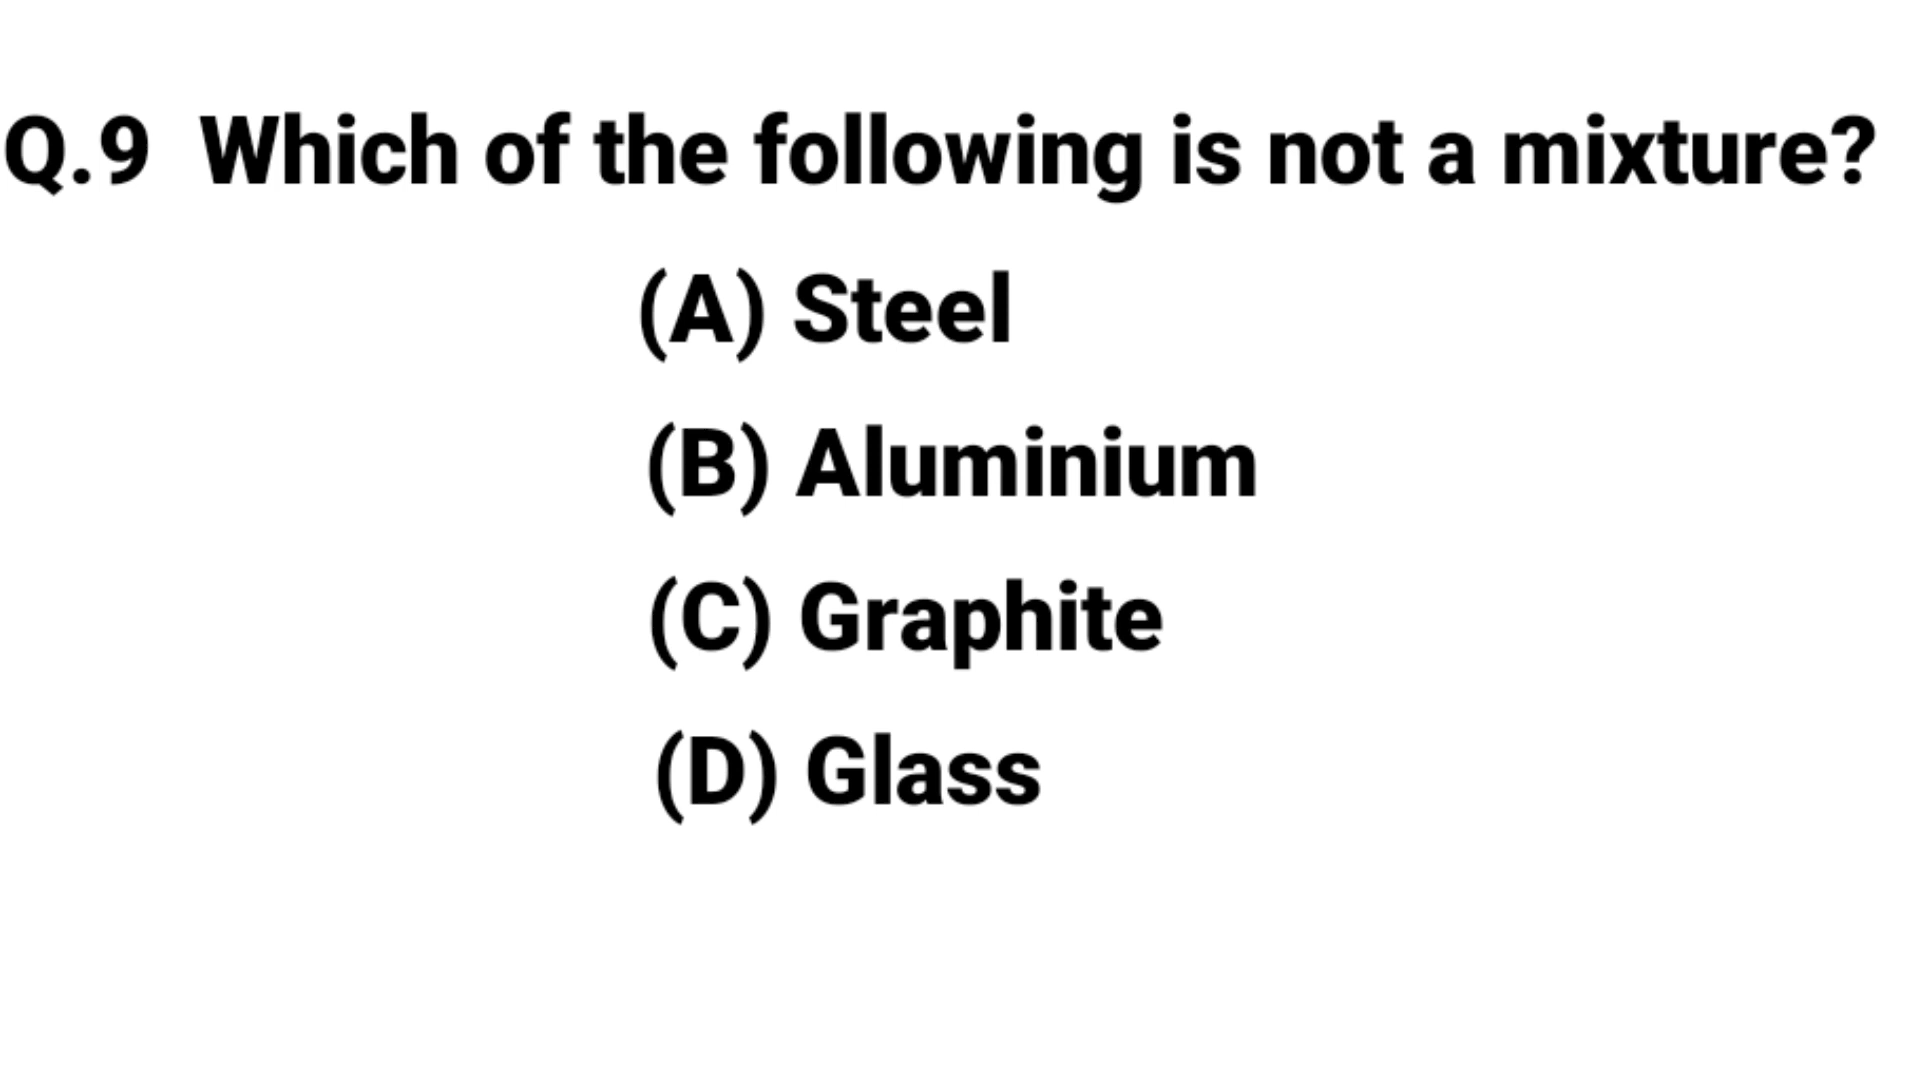 Q.9 Which of the following is not a mixture?
(A) Steel
(B) Aluminium
(C) Graphite
(D) Glass